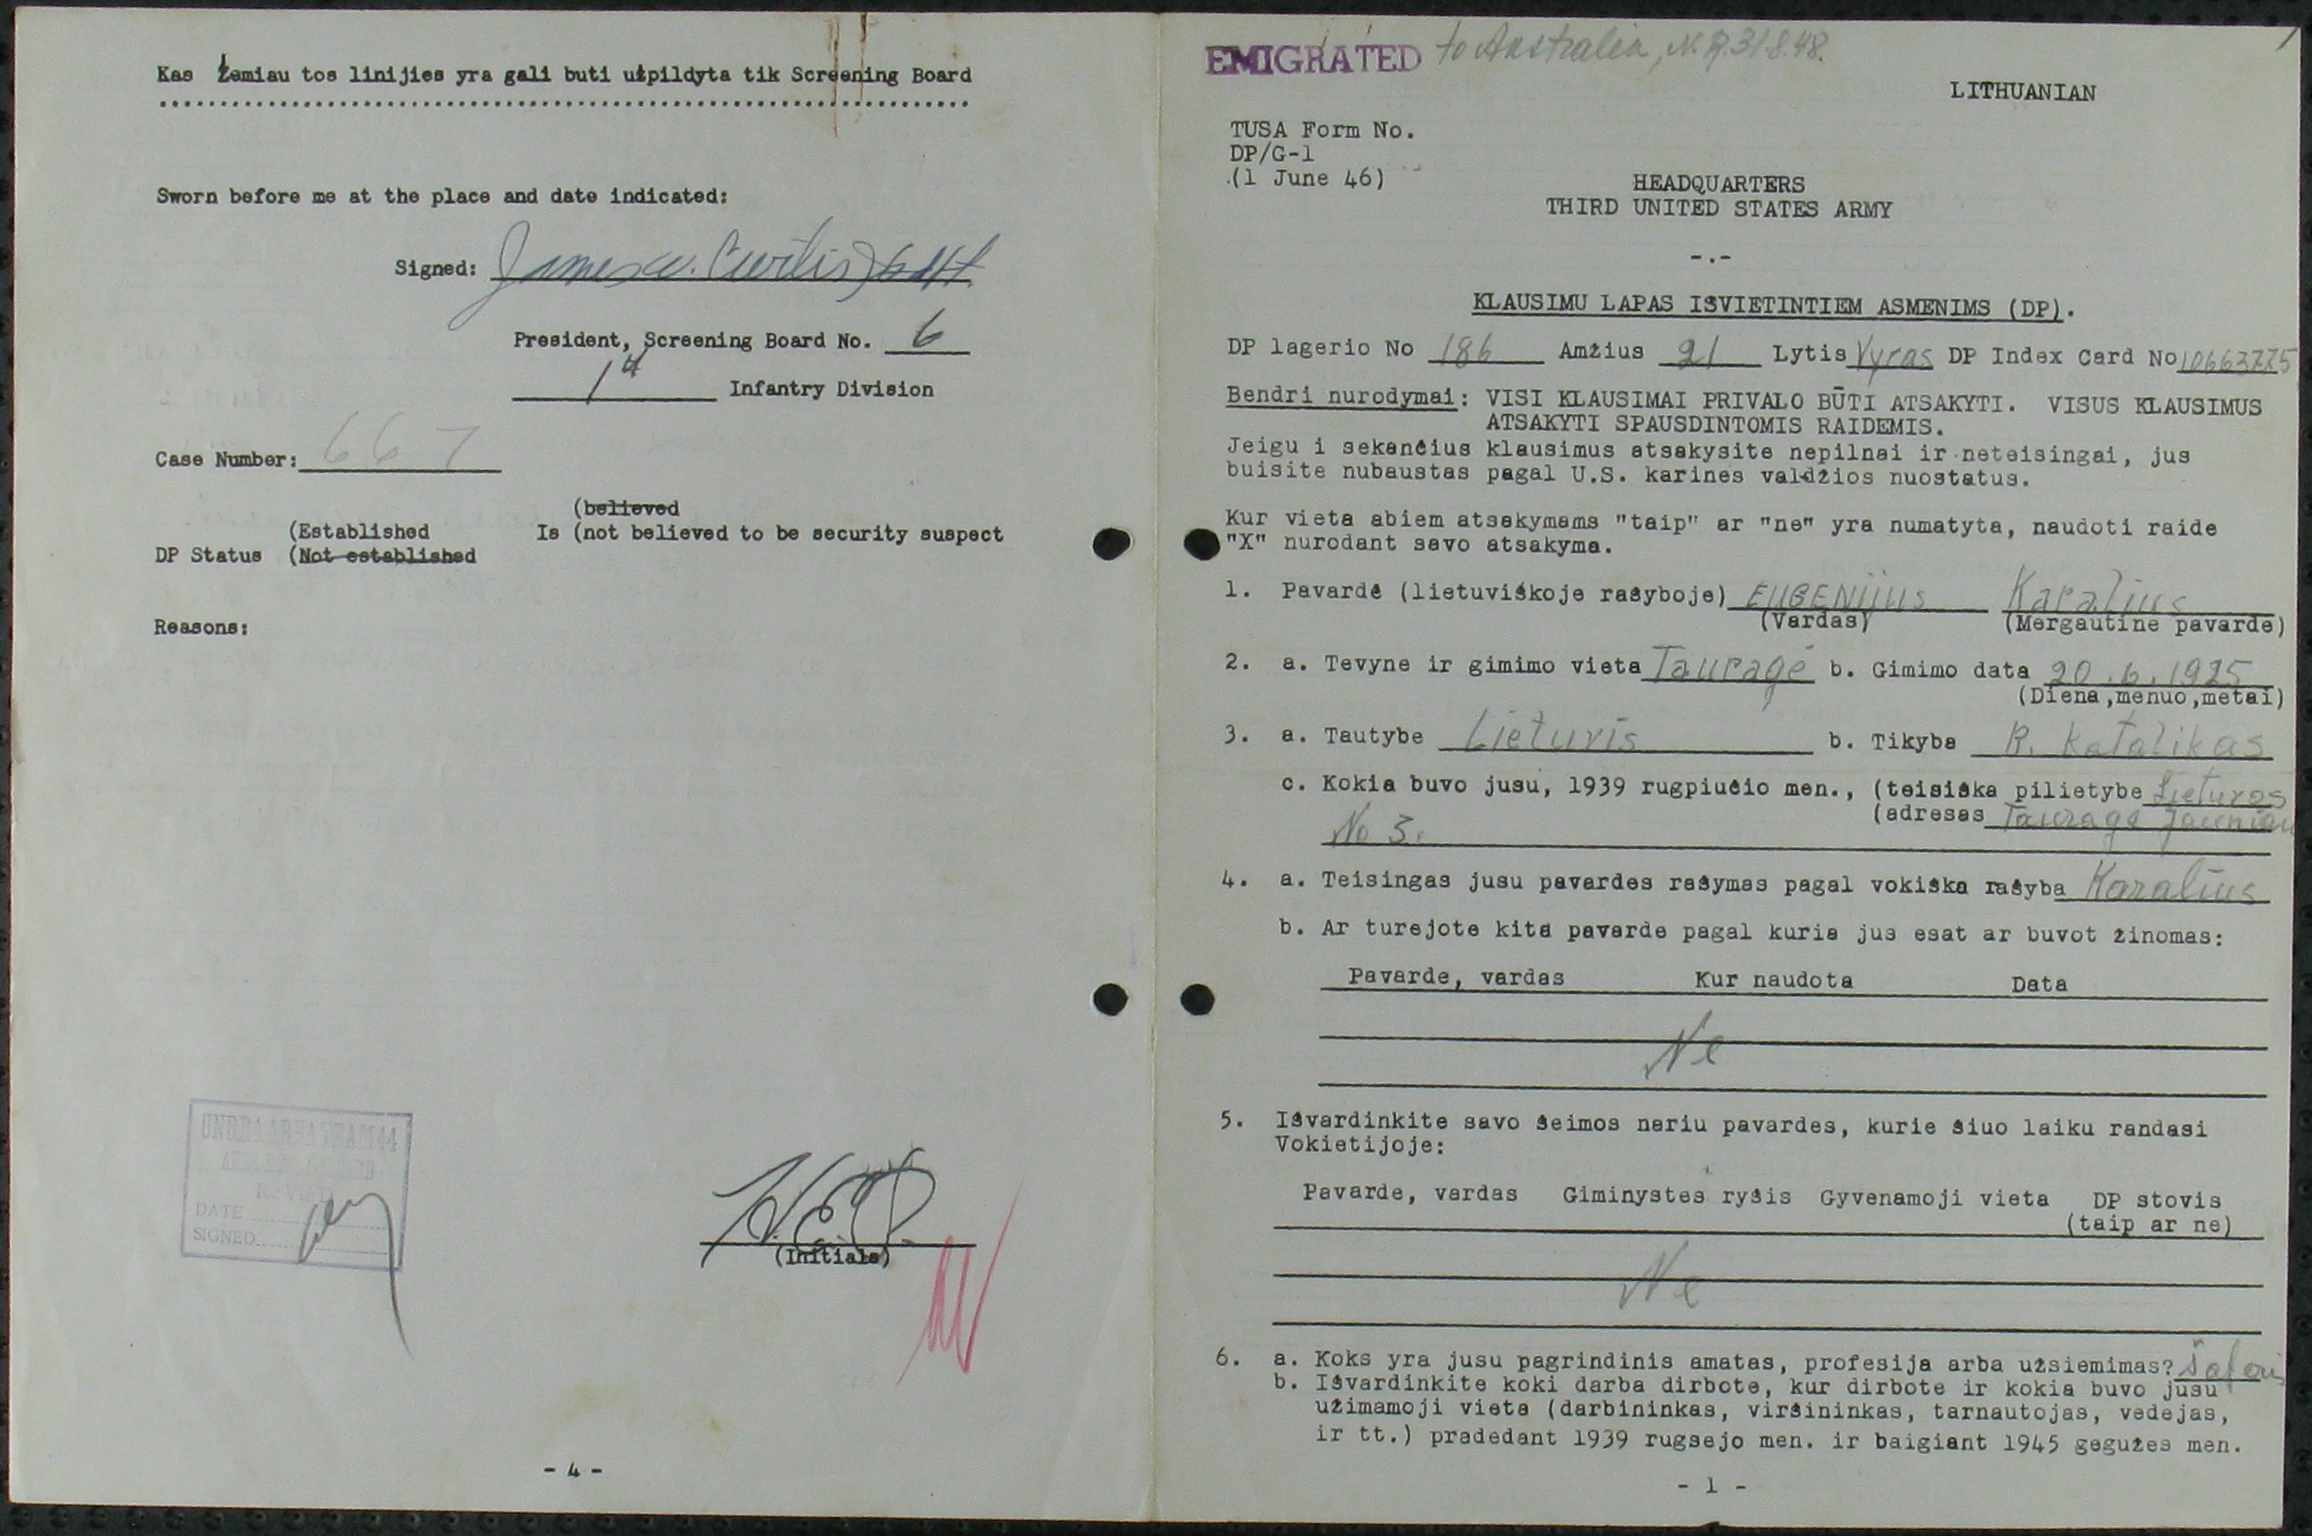 Kas žemiau tos linijies yra gali buti užpildyta tik Screening Board
Sworn before me at the place and date indicated:
Signed: James W. Curtis
President, Screening Board No. 6
1st Infantry Division
Case Number: 667
(believed
(Established Is (not believed to be security suspect
DP Status (Not established
Reasons:
UNRRA AREA TEAM 1044
DATE
SIGNED
H.E.P.
(Initials)
- 4 -
EMIGRATED to Australia, 31.8.48.
LITHUANIAN
TUSA Form No.
DP/G-1
(1 June 46)
HEADQUARTERS
THIRD UNITED STATES ARMY
-.-
KLAUSIMU LAPAS IŠVIETINTIEM ASMENIMS (DP).
DP lagerio No 186 Amžius 21 Lytis Vyras DP Index Card No 10663775
Bendri nurodymai: VISI KLAUSIMAI PRIVALO BŪTI ATSAKYTI. VISUS KLAUSIMUS
ATSAKYTI SPAUSDINTOMIS RAIDEMIS.
Jeigu i sekančius klausimus atsakysite nepilnai ir neteisingai, jus
buisite nubaustas pagal U.S. karines valdžios nuostatus.
Kur vieta abiem atsakymams "taip" ar "ne" yra numatyta, naudoti raide
"X" nurodant savo atsakyma.
1. Pavardė (lietuviškoje rašyboje) EUGENIJUS Karalius
(Vardas) (Mergautine pavarde)
2. a. Tevyne ir gimimo vieta Tauragė b. Gimimo data 20.6.1925
(Diena,menuo,metai)
3. a. Tautybe Lietuvis b. Tikyba R. Katalikas
c. Kokia buvo jusu, 1939 rugpiučio men., (teisiška pilietybe Lietuvos
(adresas Tauragė Jauniau
No 3.
4. a. Teisingas jusu pavardes rašymas pagal vokiška rašyba Karalius
b. Ar turejote kita pavarde pagal kuria jus esat ar buvot žinomas:
Pavarde, vardas Kur naudota Data
Ne
5. Išvardinkite savo šeimos nariu pavardes, kurie šiuo laiku randasi
Vokietijoje:
Pavarde, vardas Giminystes ryšis Gyvenamoji vieta DP stovis
(taip ar ne)
Ne
6. a. Koks yra jusu pagrindinis amatas, profesija arba užsiemimas?
b. Išvardinkite koki darba dirbote, kur dirbote ir kokia buvo jusu
užimamoji vieta (darbininkas, viršininkas, tarnautojas, vedejas,
ir tt.) pradedant 1939 rugsejo men. ir baigiant 1945 gegužes men.
- 1 -